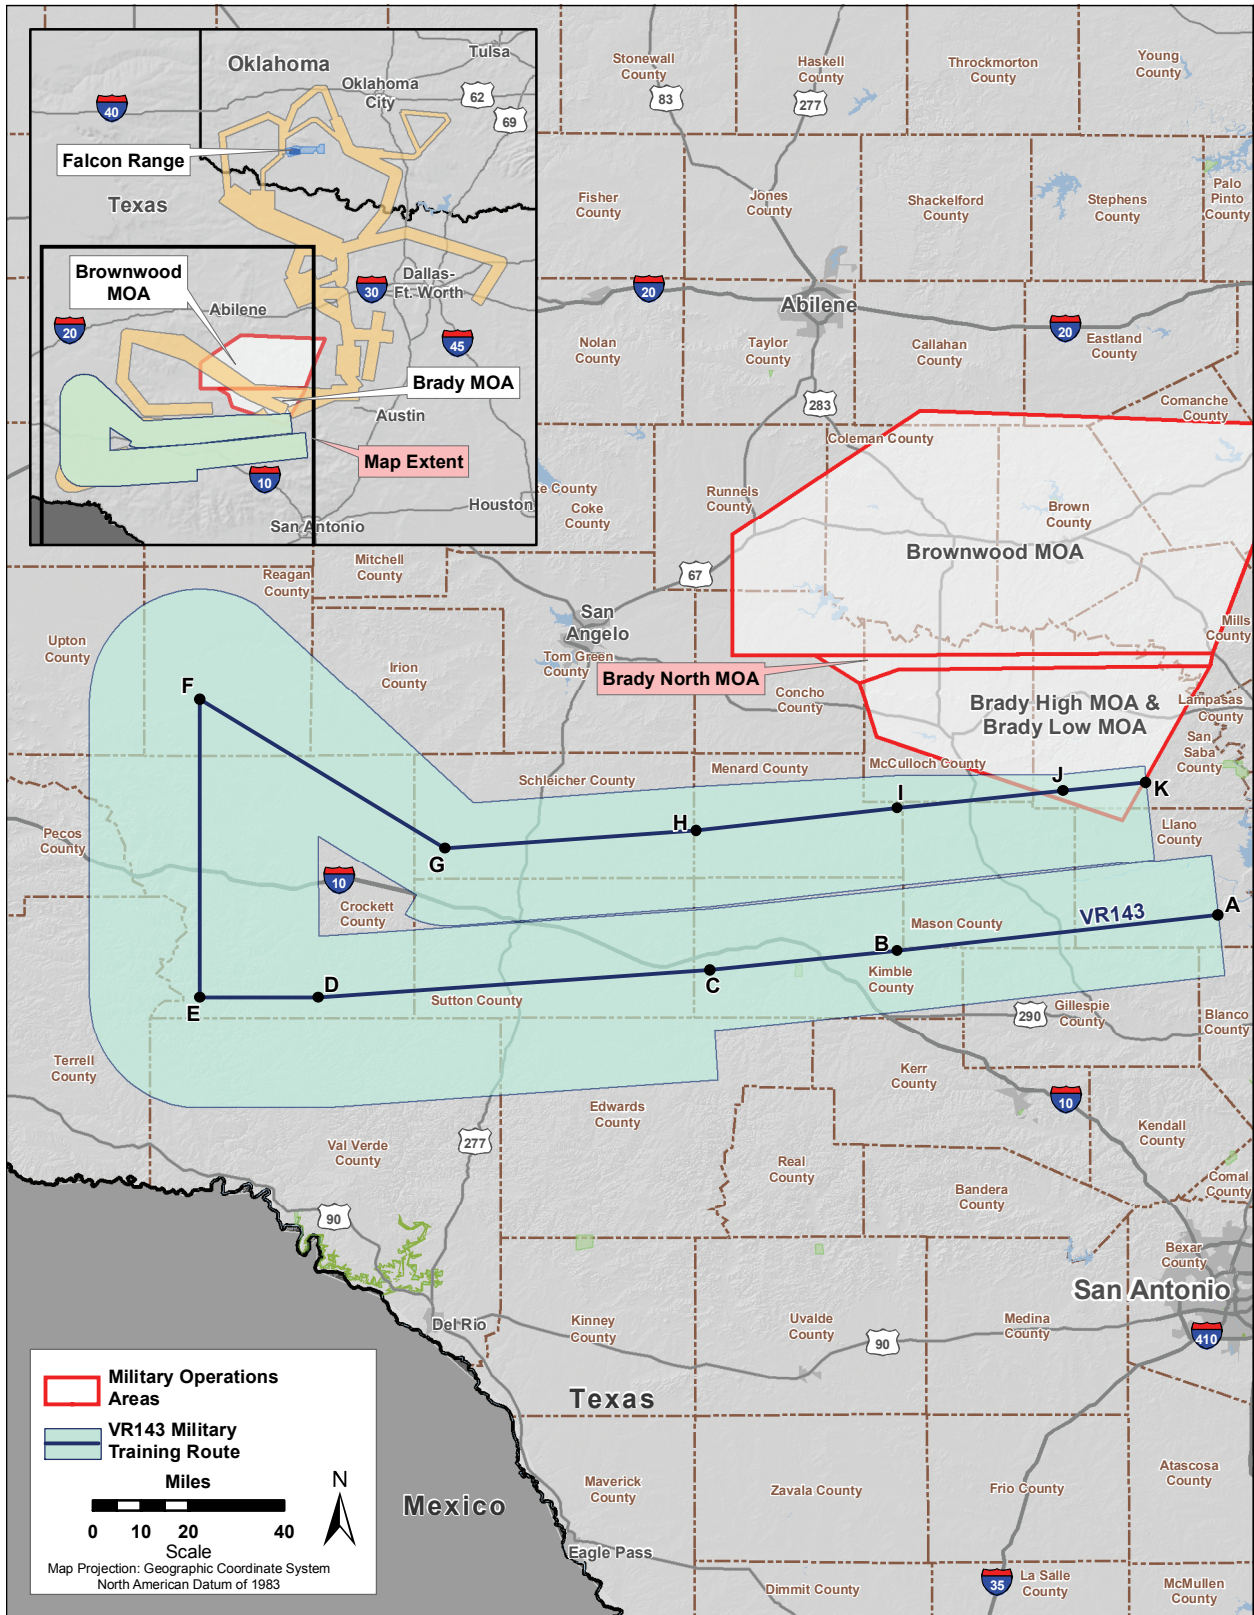 Oklahoma
Tulsa
Oklahoma
City
40
62
69
Falcon Range
Texas
Brownwood
MOA
Dallas-
Ft. Worth
30
Abilene
20
45
Brady MOA
Austin
Map Extent
10
Houston
San Antonio
Stonewall
County
Haskell
County
Throckmorton
County
Young
County
83
277
Fisher
County
Jones
County
Shackelford
County
Stephens
County
Palo
Pinto
County
20
Abilene
20
Nolan
County
Taylor
County
Callahan
County
Eastland
County
283
Comanche
County
Coleman County
Runnels
County
ke County
Coke
County
Brown
County
Brownwood MOA
Mitchell
County
Reagan
County
67
San
Angelo
Mills
County
Upton
County
Irion
County
Tom Green
County
Brady North MOA
Concho
County
Brady High MOA &
Brady Low MOA
Lampasas
County
San
Saba
County
F
McCulloch County
Menard County
Schleicher County
J
K
I
H
G
Pecos
County
Llano
County
10
Crockett
County
A
VR143
Mason County
B
Kimble
County
C
D
E
Sutton County
290
Gillespie
County
Blanco
County
Terrell
County
Kerr
County
10
Edwards
County
Kendall
County
277
Val Verde
County
Real
County
Comal
County
Bandera
County
90
Bexar
County
San Antonio
Del Rio
Kinney
County
Uvalde
County
Medina
County
90
410
Texas
Military Operations
Areas
VR143 Military
Training Route
Miles
N
0 10 20 40
Scale
Map Projection: Geographic Coordinate System
North American Datum of 1983
Mexico
Maverick
County
Zavala County
Frio County
Atascosa
County
Eagle Pass
Dimmit County
35
La Salle
County
McMullen
County